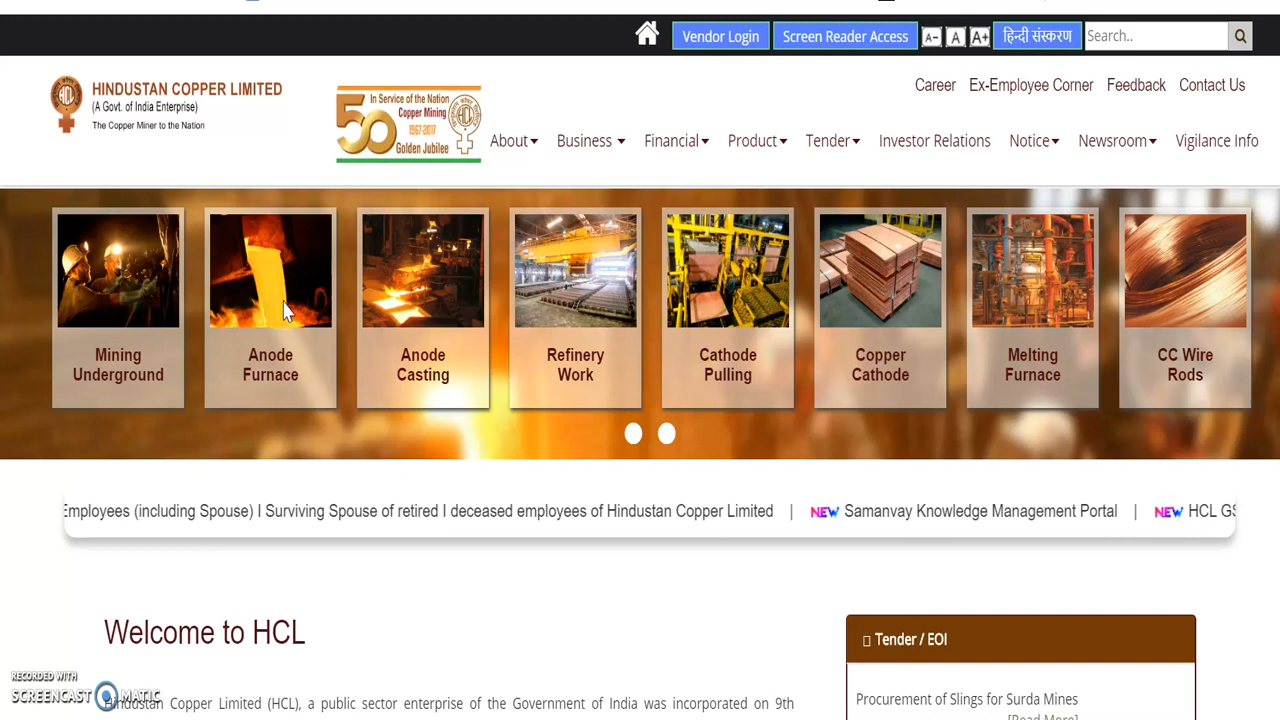 Vendor Login
Screen Reader Access
A-
A
A+
हिन्दी संस्करण
Search..
HINDUSTAN COPPER LIMITED
(A Govt. of India Enterprise)
The Copper Miner to the Nation
50
In Service of the Nation
Copper Mining
1967-2017
Golden Jubilee
Career
Ex-Employee Corner
Feedback
Contact Us
About
Business
Financial
Product
Tender
Investor Relations
Notice
Newsroom
Vigilance Info
Mining
Underground
Anode
Furnace
Anode
Casting
Refinery
Work
Cathode
Pulling
Copper
Cathode
Melting
Furnace
CC Wire
Rods
Employees (including Spouse) I Surviving Spouse of retired I deceased employees of Hindustan Copper Limited | NEW Samanvay Knowledge Management Portal | NEW HCL
Welcome to HCL
Hindustan Copper Limited (HCL), a public sector enterprise of the Government of India was incorporated on 9th
Tender / EOI
Procurement of Slings for Surda Mines
[Read More]
RECORDED WITH
SCREENCAST MATIC